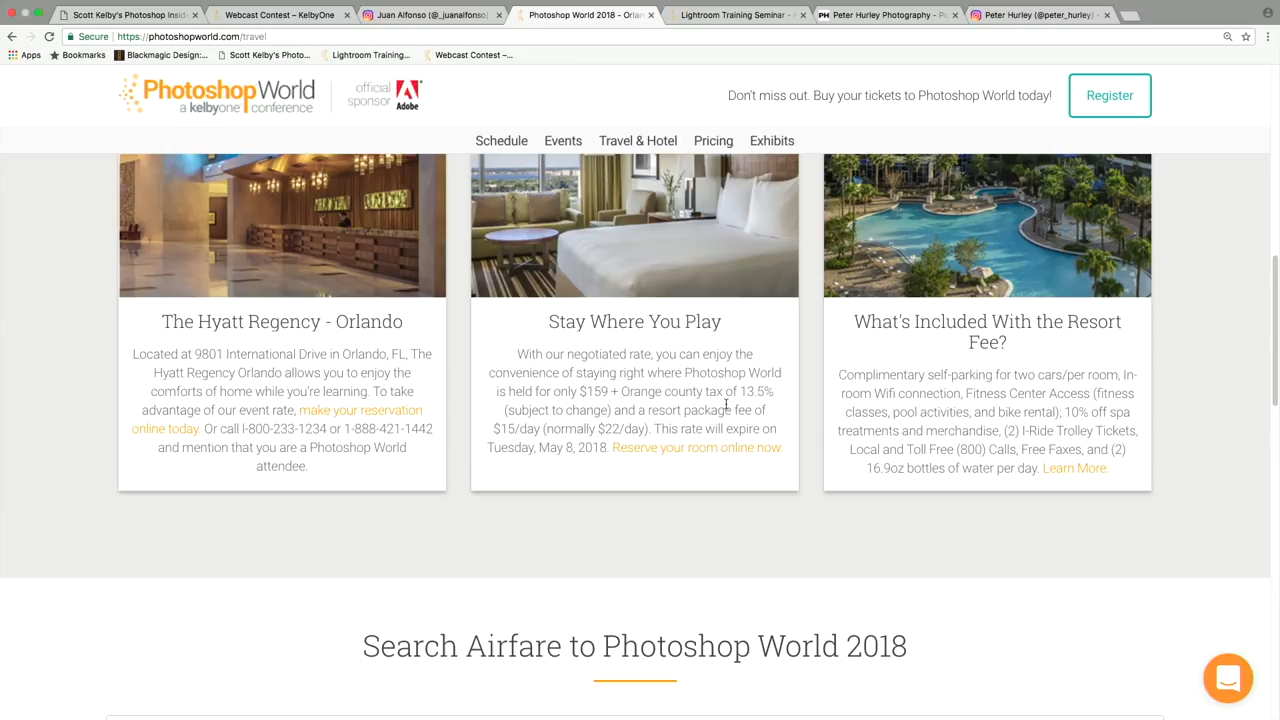 Scott Kelby's Photoshop Insid
Webcast Contest – KelbyOne
Juan Alfonso (@_juanalfonso)
Photoshop World 2018 - Orlan
Lightroom Training Seminar - K
PH Peter Hurley Photography - P
Peter Hurley (@peter_hurley) •
Secure https://photoshopworld.com/travel
Apps Bookmarks Blackmagic Design:... Scott Kelby's Photo... Lightroom Training... Webcast Contest –...
PhotoshopWorld
a kelbyone conference
official
sponsor
Adobe
Don't miss out. Buy your tickets to Photoshop World today!
Register
Schedule Events Travel & Hotel Pricing Exhibits
The Hyatt Regency - Orlando
Located at 9801 International Drive in Orlando, FL, The
Hyatt Regency Orlando allows you to enjoy the
comforts of home while you're learning. To take
advantage of our event rate, make your reservation
online today. Or call 1-800-233-1234 or 1-888-421-1442
and mention that you are a Photoshop World
attendee.
Stay Where You Play
With our negotiated rate, you can enjoy the
convenience of staying right where Photoshop World
is held for only $159 + Orange county tax of 13.5%
(subject to change) and a resort package fee of
$15/day (normally $22/day). This rate will expire on
Tuesday, May 8, 2018. Reserve your room online now.
What's Included With the Resort
Fee?
Complimentary self-parking for two cars/per room, In-
room Wifi connection, Fitness Center Access (fitness
classes, pool activities, and bike rental); 10% off spa
treatments and merchandise, (2) I-Ride Trolley Tickets,
Local and Toll Free (800) Calls, Free Faxes, and (2)
16.9oz bottles of water per day. Learn More.
Search Airfare to Photoshop World 2018